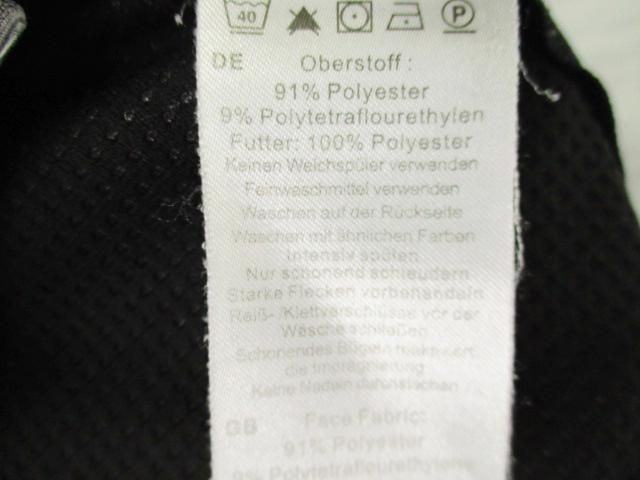 40 P
DE Oberstoff :
91% Polyester
9% Polytetraflourethylen
Futter: 100% Polyester
Keinen Weichspüler verwenden
Feinwaschmittel verwenden
Waschen auf der Rückseite
Waschen mit ähnlichen Farben
Intensiv spülen
Nur schonend schleudern
Starke Flecken vorbehandeln
Reiß- /Klettverschlüsse vor der
Wäsche schließen
Schonendes Bügeln
die Imprägnierung
Keine Nadeln durchstechen
GB Face Fabric:
91% Polyester
9% Polytetraflourethylene